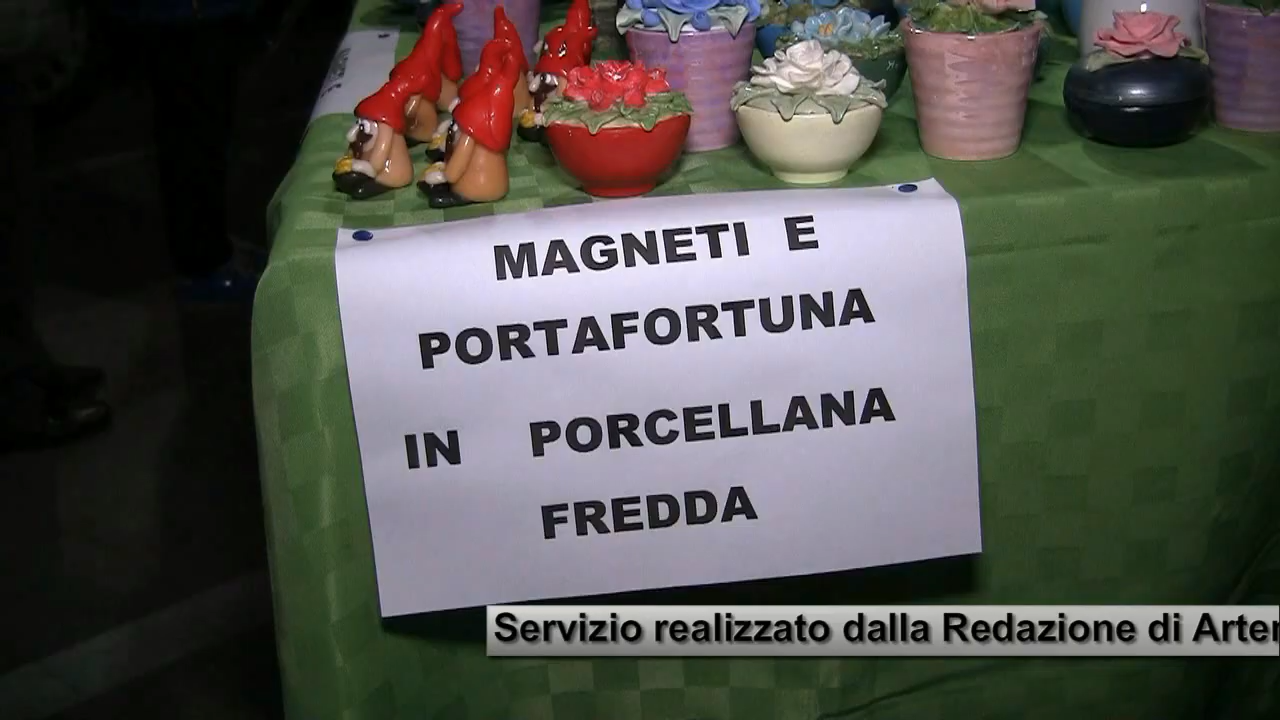 MAGNETI E
PORTAFORTUNA
IN PORCELLANA
FREDDA
Servizio realizzato dalla Redazione di